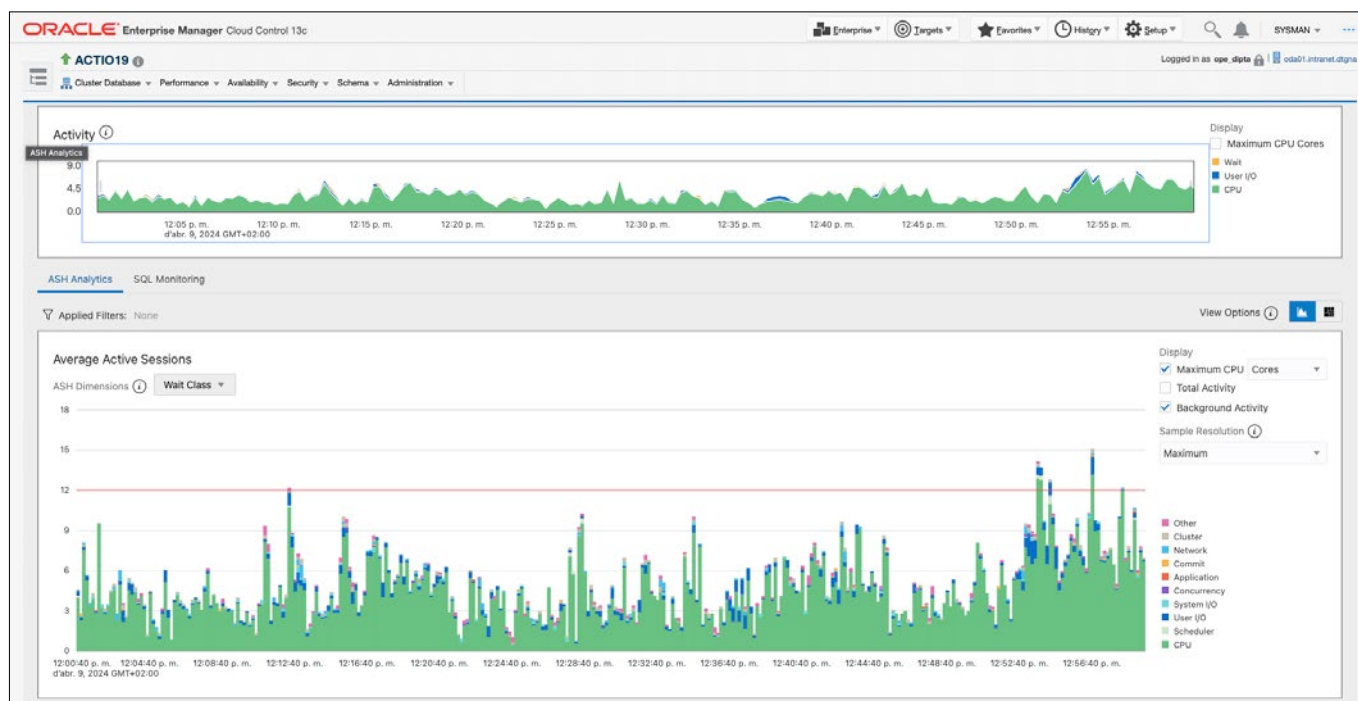 ORACLE Enterprise Manager Cloud Control 13c
Enterprise Targets Favorites History Setup SYSMAN
ACTIO19
Logged in as ope_dipta oda01.intranet.dtgna
Cluster Database Performance Availability Security Schema Administration
Activity
Display
Maximum CPU Cores
ASH Analytics
Wait
User I/O
CPU
9.0
4.5
0.0
12:05 p. m. 12:10 p. m. 12:15 p. m. 12:20 p. m. 12:25 p. m. 12:30 p. m. 12:35 p. m. 12:40 p. m. 12:45 p. m. 12:50 p. m. 12:55 p. m.
d'abr. 9, 2024 GMT+02:00
ASH Analytics SQL Monitoring
Applied Filters: None
View Options
Average Active Sessions
ASH Dimensions Wait Class
Display
Maximum CPU Cores
Total Activity
Background Activity
Sample Resolution
Maximum
18
15
12
9
6
3
0
Other
Cluster
Network
Commit
Application
Concurrency
System I/O
User I/O
Scheduler
CPU
12:00:40 p. m. 12:04:40 p. m. 12:08:40 p. m. 12:12:40 p. m. 12:16:40 p. m. 12:20:40 p. m. 12:24:40 p. m. 12:28:40 p. m. 12:32:40 p. m. 12:36:40 p. m. 12:40:40 p. m. 12:44:40 p. m. 12:48:40 p. m. 12:52:40 p. m. 12:56:40 p. m.
d'abr. 9, 2024 GMT+02:00